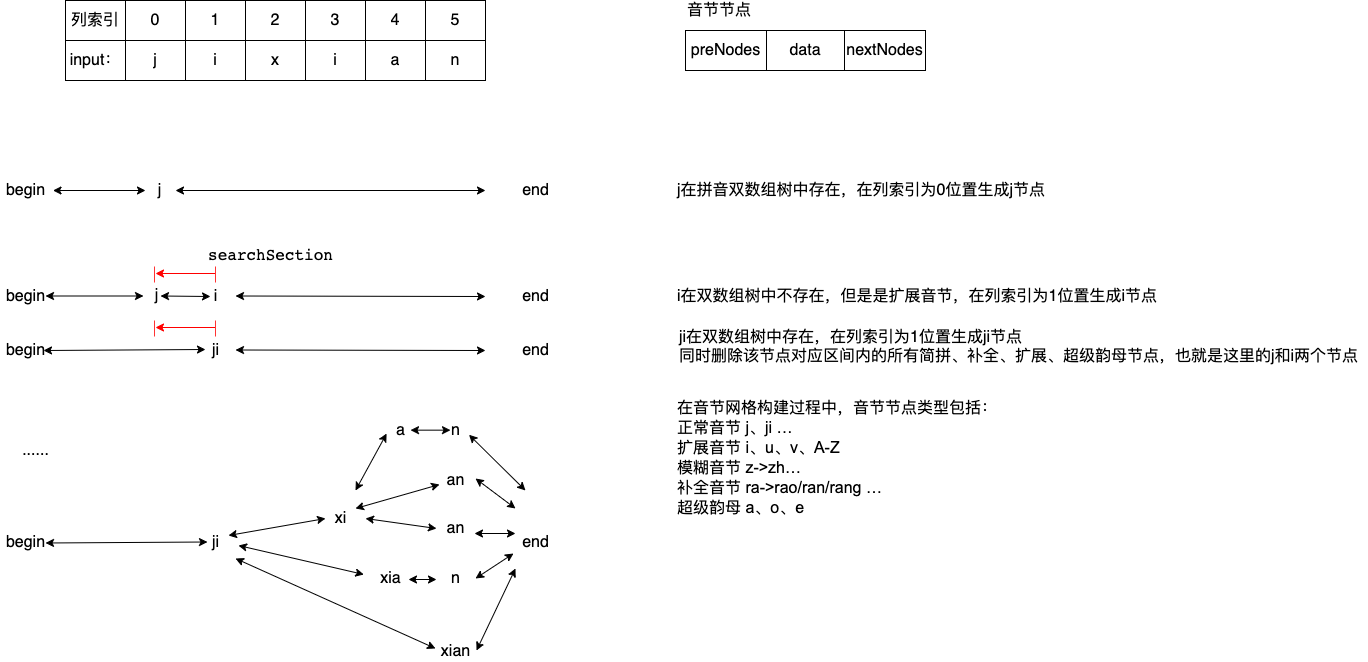 列索引 0 1 2 3 4 5
input： j i x i a n
音节节点
preNodes data nextNodes
begin j end
j在拼音双数组树中存在，在列索引为0位置生成j节点
searchSection
begin j i end
i在双数组树中不存在，但是是扩展音节，在列索引为1位置生成i节点
begin ji end
ji在双数组树中存在，在列索引为1位置生成ji节点
同时删除该节点对应区间内的所有简拼、补全、扩展、超级韵母节点，也就是这里的j和i两个节点
在音节网格构建过程中，音节节点类型包括：
正常音节 j、ji ...
扩展音节 i、u、v、A-Z
模糊音节 z->zh...
补全音节 ra->rao/ran/rang ...
超级韵母 a、o、e
......
a n
an
xi
an
begin ji end
xia n
xian